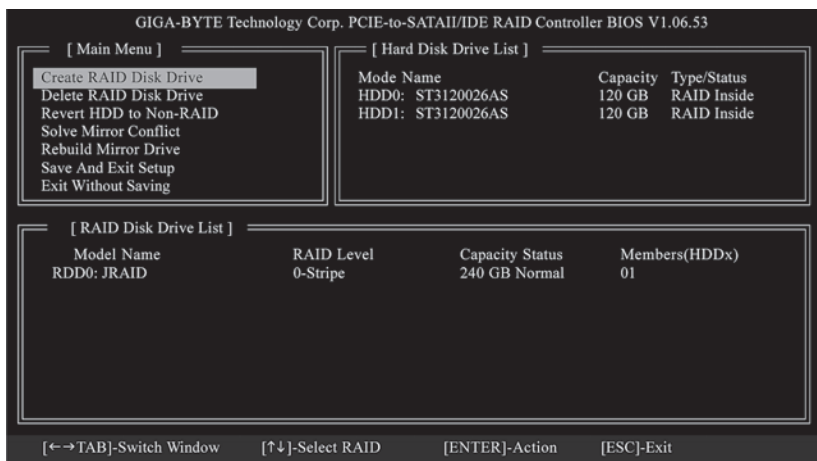 GIGA-BYTE Technology Corp. PCIE-to-SATAII/IDE RAID Controller BIOS V1.06.53
[ Main Menu ]
Create RAID Disk Drive
Delete RAID Disk Drive
Revert HDD to Non-RAID
Solve Mirror Conflict
Rebuild Mirror Drive
Save And Exit Setup
Exit Without Saving
[ Hard Disk Drive List ]
Mode Name Capacity Type/Status
HDD0: ST3120026AS 120 GB RAID Inside
HDD1: ST3120026AS 120 GB RAID Inside
[ RAID Disk Drive List ]
Model Name RAID Level Capacity Status Members(HDDx)
RDD0: JRAID 0-Stripe 240 GB Normal 01
[←→TAB]-Switch Window [↑↓]-Select RAID [ENTER]-Action [ESC]-Exit